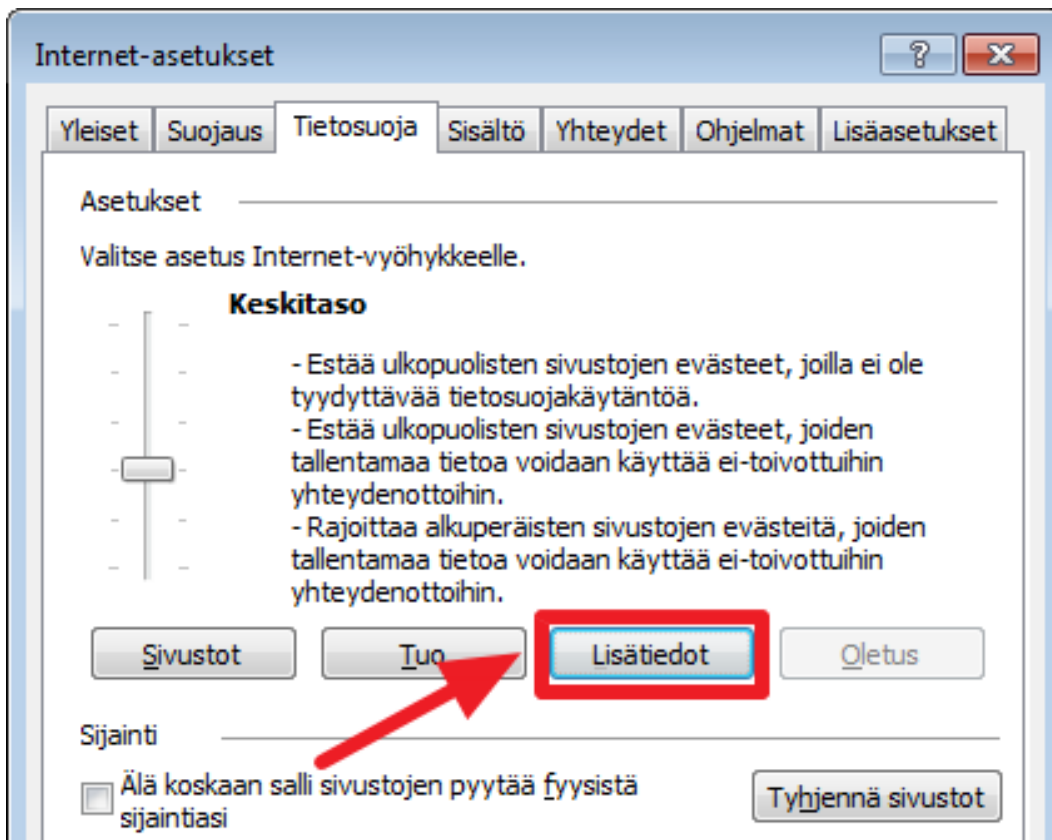 Internet-asetukset
Yleiset Suojaus Tietosuoja Sisältö Yhteydet Ohjelmat Lisäasetukset
Asetukset
Valitse asetus Internet-vyöhykkeelle.
Keskitaso
- Estää ulkopuolisten sivustojen evästeet, joilla ei ole
tyydyttävää tietosuojakäytäntöä.
- Estää ulkopuolisten sivustojen evästeet, joiden
tallentamaa tietoa voidaan käyttää ei-toivottuihin
yhteydenottoihin.
- Rajoittaa alkuperäisten sivustojen evästeitä, joiden
tallentamaa tietoa voidaan käyttää ei-toivottuihin
yhteydenottoihin.
Sivustot Tuo Lisätiedot Oletus
Sijainti
Älä koskaan salli sivustojen pyytää fyysistä
sijaintiasi
Tyhjennä sivustot